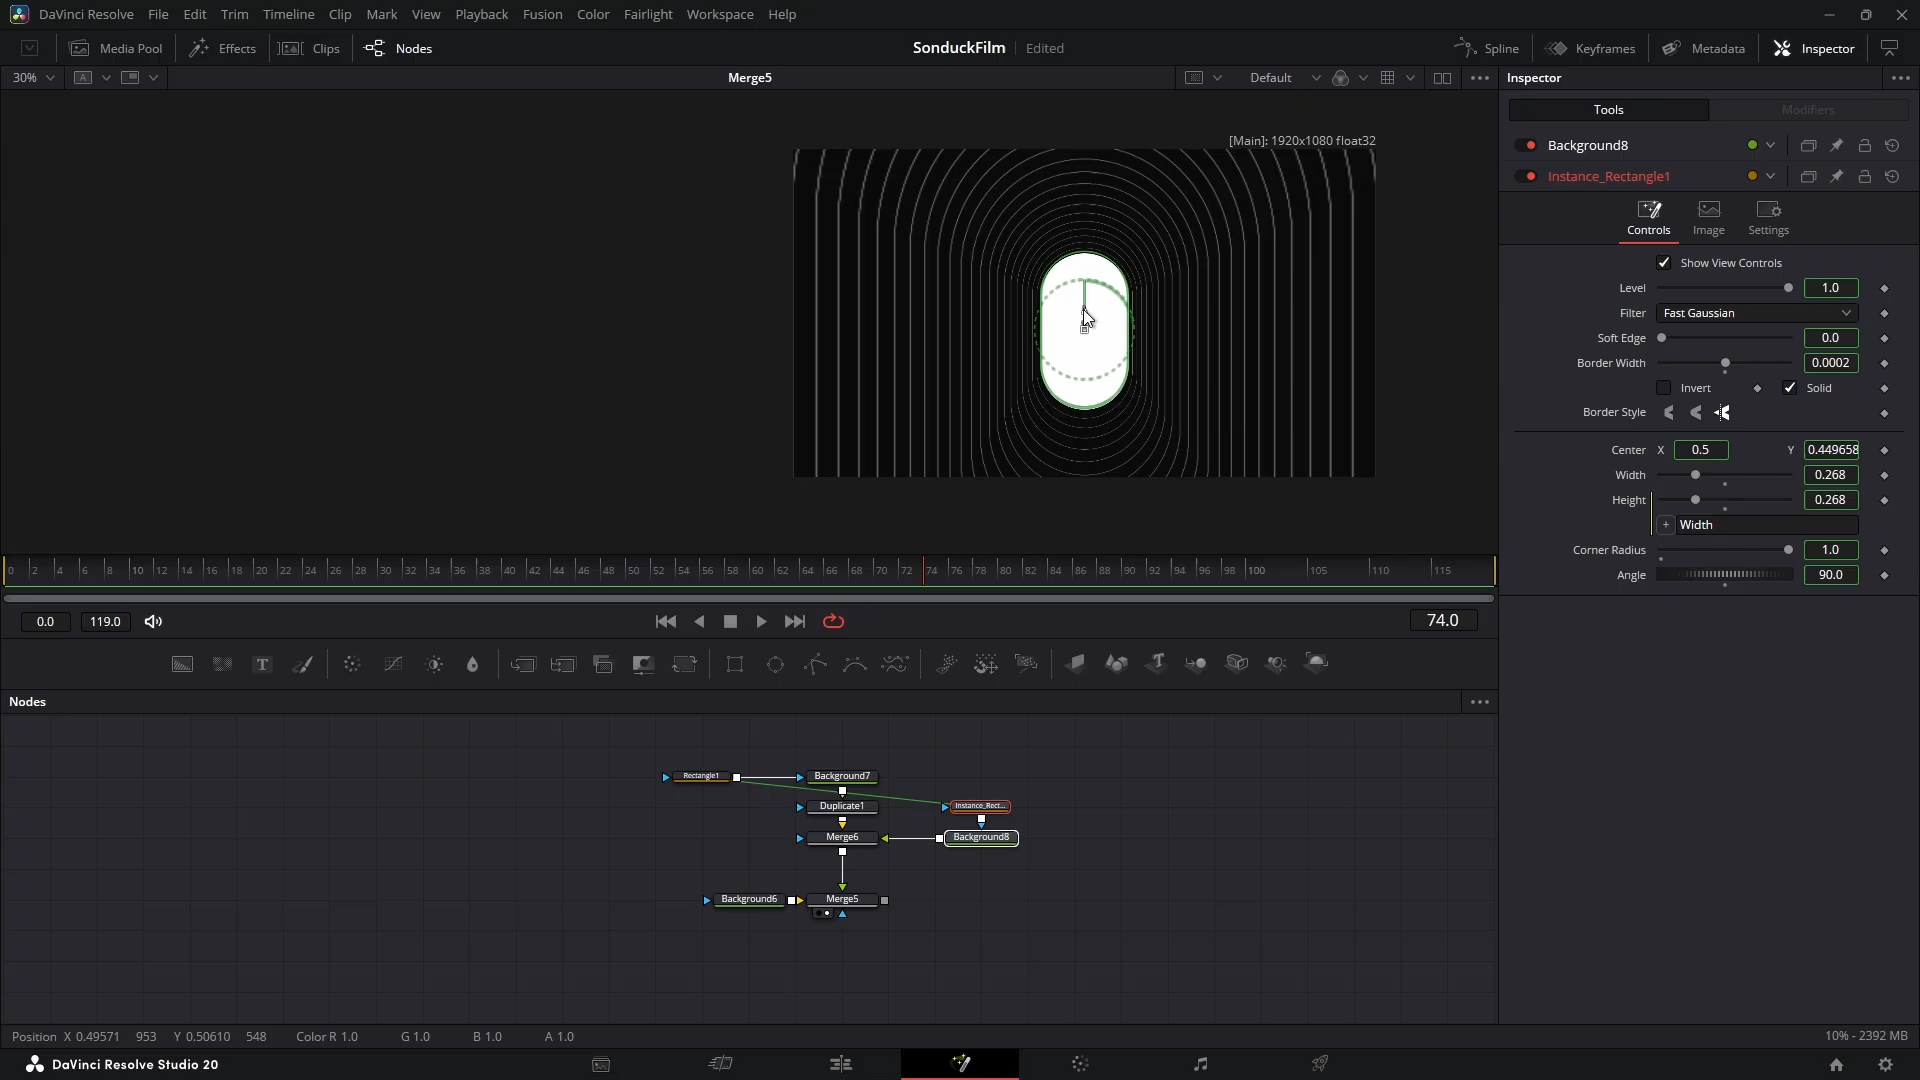 DaVinci Resolve File Edit Trim Timeline Clip Mark View Playback Fusion Color Fairlight Workspace Help
Media Pool Effects Clips Nodes SonduckFilm Edited Spline Keyframes Metadata Inspector
30% A Merge5 Default Inspector
Tools Modifiers
[Main]: 1920x1080 float32
Background8
Instance_Rectangle1
Controls Image Settings
Show View Controls
Level 1.0
Filter Fast Gaussian
Soft Edge 0.0
Border Width 0.0002
Invert Solid
Border Style
Center X 0.5 Y 0.449658
Width 0.268
Height 0.268
+ Width
Corner Radius 1.0
Angle 90.0
0 2 4 6 8 10 12 14 16 18 20 22 24 26 28 30 32 34 36 38 40 42 44 46 48 50 52 54 56 58 60 62 64 66 68 70 72 74 76 78 80 82 84 86 88 90 92 94 96 98 100 105 110 115
0.0 119.0 74.0
T
Nodes
Rectangle1 Background7
Duplicate1 Instance_Rect...
Merge6 Background8
Background6 Merge5
Position X 0.49571 953 Y 0.50610 548 Color R 1.0 G 1.0 B 1.0 A 1.0 10% - 2392 MB
DaVinci Resolve Studio 20